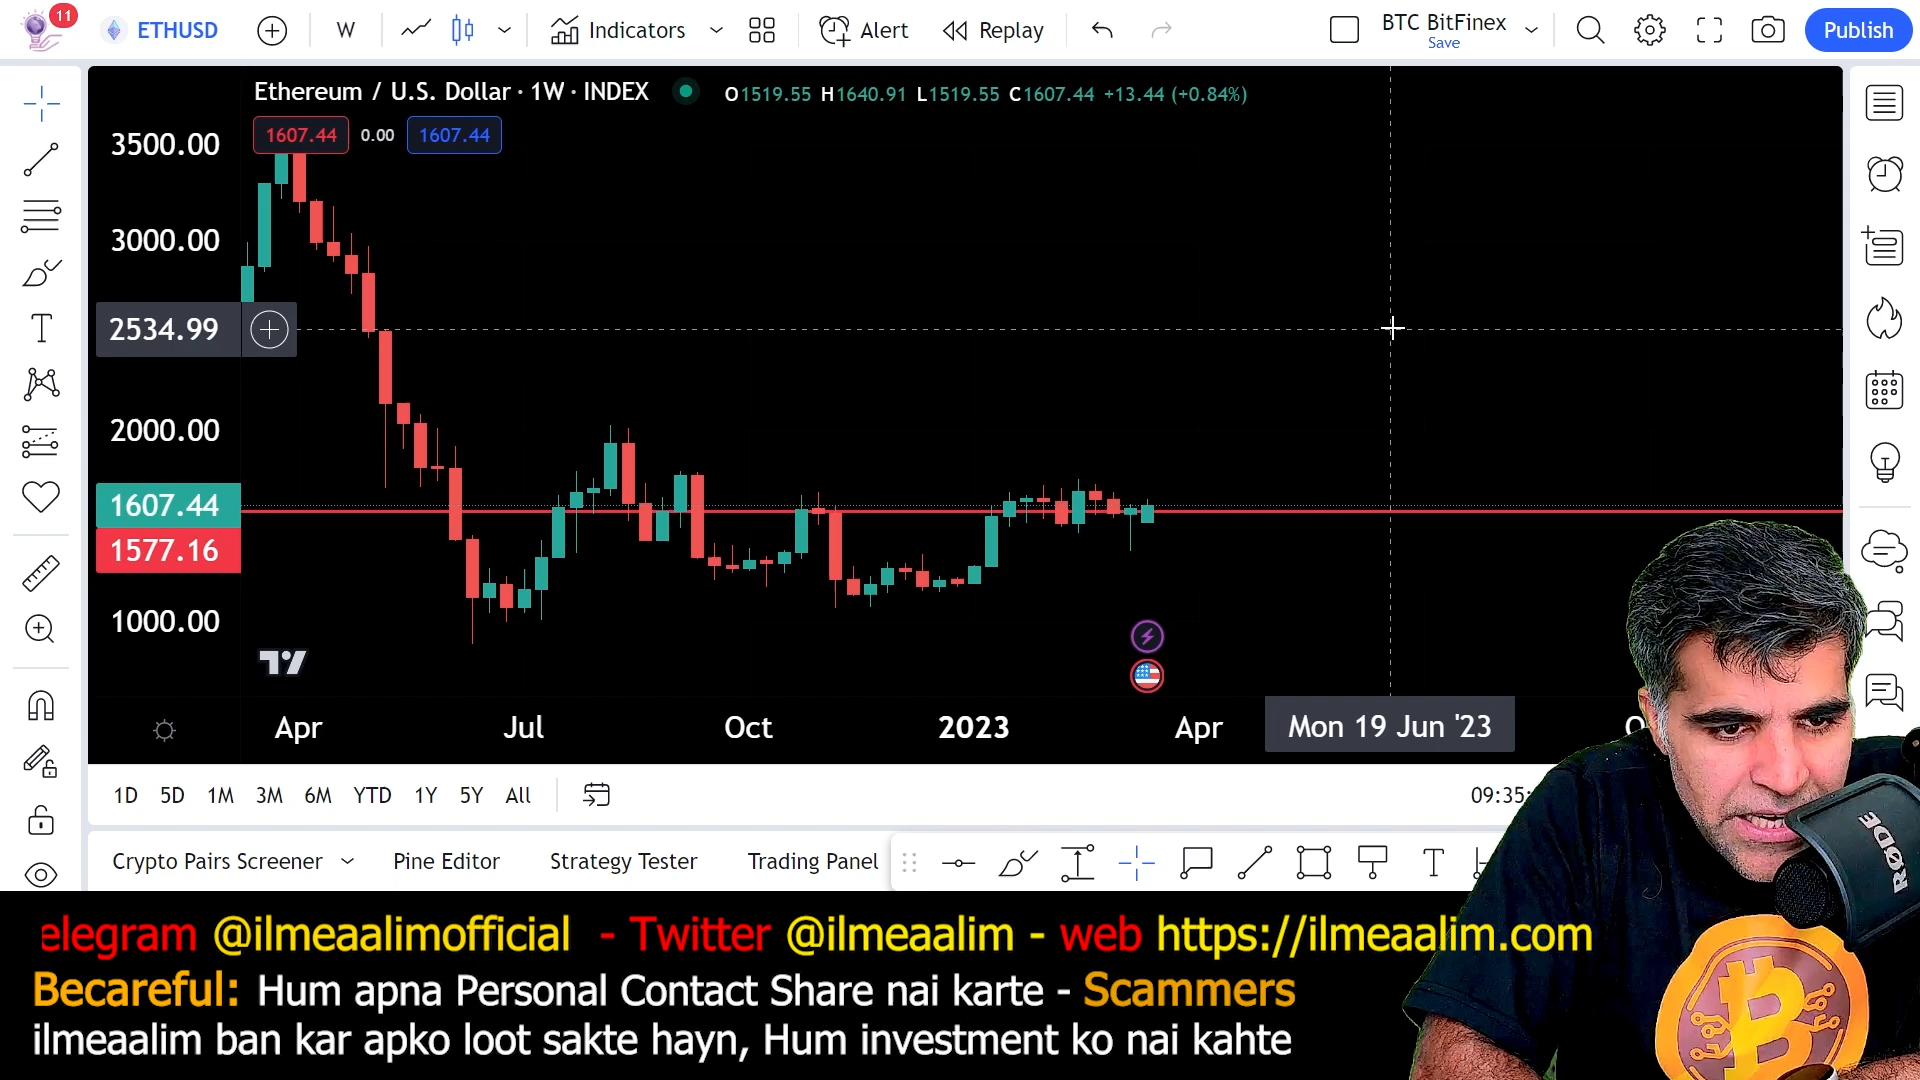 11
ETHUSD
W
Indicators
Alert
Replay
BTC BitFinex
Save
Publish
Ethereum / U.S. Dollar · 1W · INDEX
O1519.55 H1640.91 L1519.55 C1607.44 +13.44 (+0.84%)
1607.44 0.00 1607.44
3500.00
3000.00
2534.99
2000.00
1607.44
1577.16
1000.00
Apr Jul Oct 2023 Apr Mon 19 Jun '23
1D 5D 1M 3M 6M YTD 1Y 5Y All
09:35:
Crypto Pairs Screener Pine Editor Strategy Tester Trading Panel
RØDE
elegram @ilmeaalimofficial - Twitter @ilmeaalim - web https://ilmeaalim.com
Becareful: Hum apna Personal Contact Share nai karte - Scammers
ilmeaalim ban kar apko loot sakte hayn, Hum investment ko nai kahte